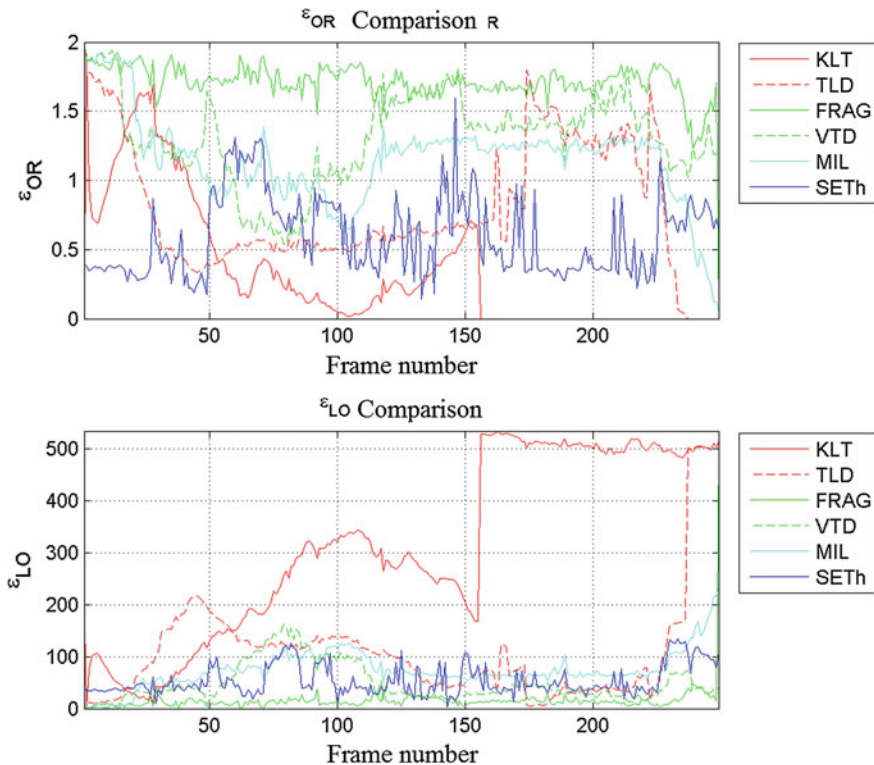 εOR Comparison R
2
1.5
1
0.5
0
εOR
50
100
150
200
Frame number
KLT
TLD
FRAG
VTD
MIL
SETh
εLO Comparison
500
400
300
200
100
0
εLO
50
100
150
200
Frame number
KLT
TLD
FRAG
VTD
MIL
SETh